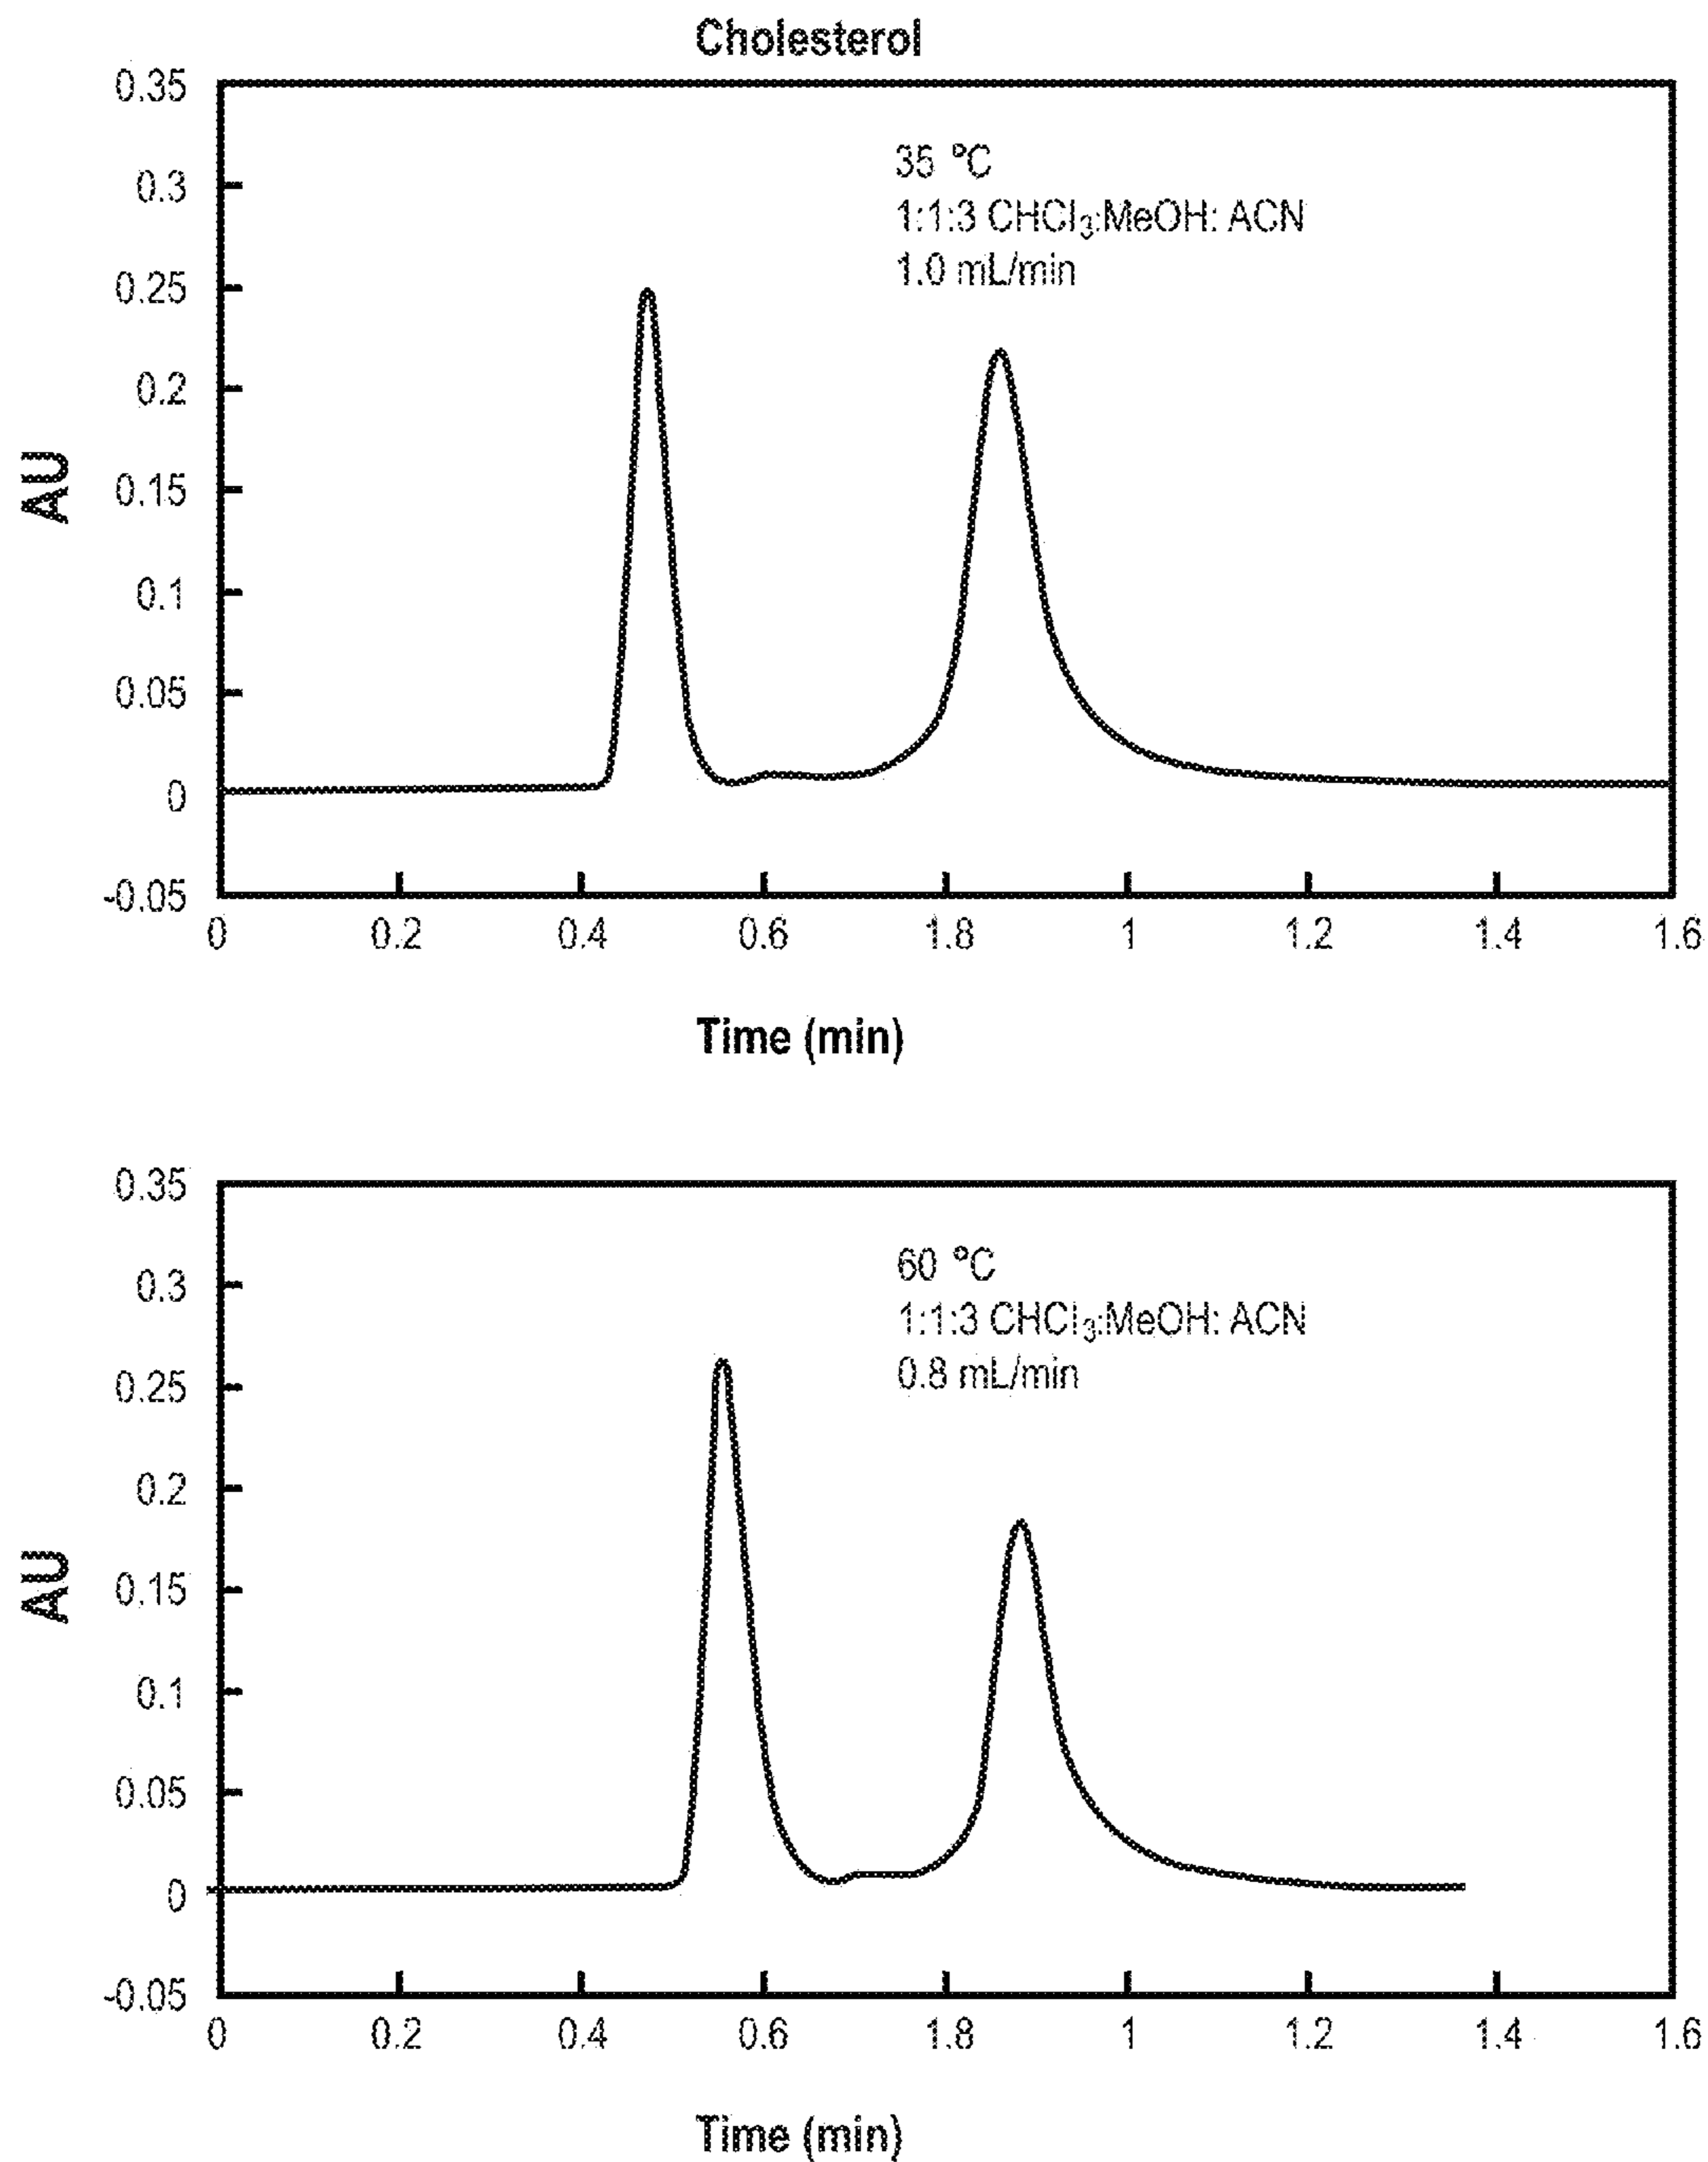 Cholesterol
0.35
0.3
0.25
0.2
0.15
0.1
0.05
0
-0.05
AU
35 °C
1:1:3 CHCl3:MeOH: ACN
1.0 mL/min
0 0.2 0.4 0.6 1.8 1 1.2 1.4 1.6
Time (min)
0.35
0.3
0.25
0.2
0.15
0.1
0.05
0
-0.05
AU
60 °C
1:1:3 CHCl3:MeOH: ACN
0.8 mL/min
0 0.2 0.4 0.6 1.8 1 1.2 1.4 1.6
Time (min)